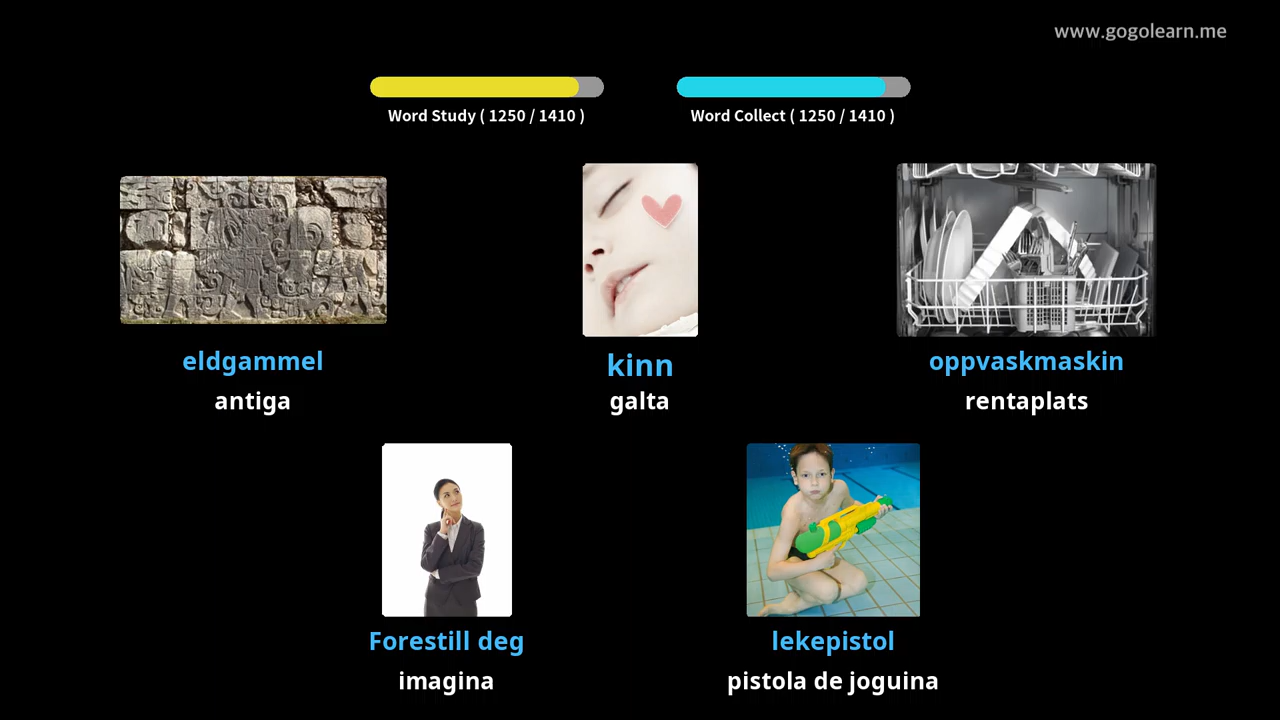 www.gogolearn.me
Word Study ( 1250 / 1410 )
Word Collect ( 1250 / 1410 )
eldgammel
antiga
kinn
galta
oppvaskmaskin
rentaplats
Forestill deg
imagina
lekepistol
pistola de joguina